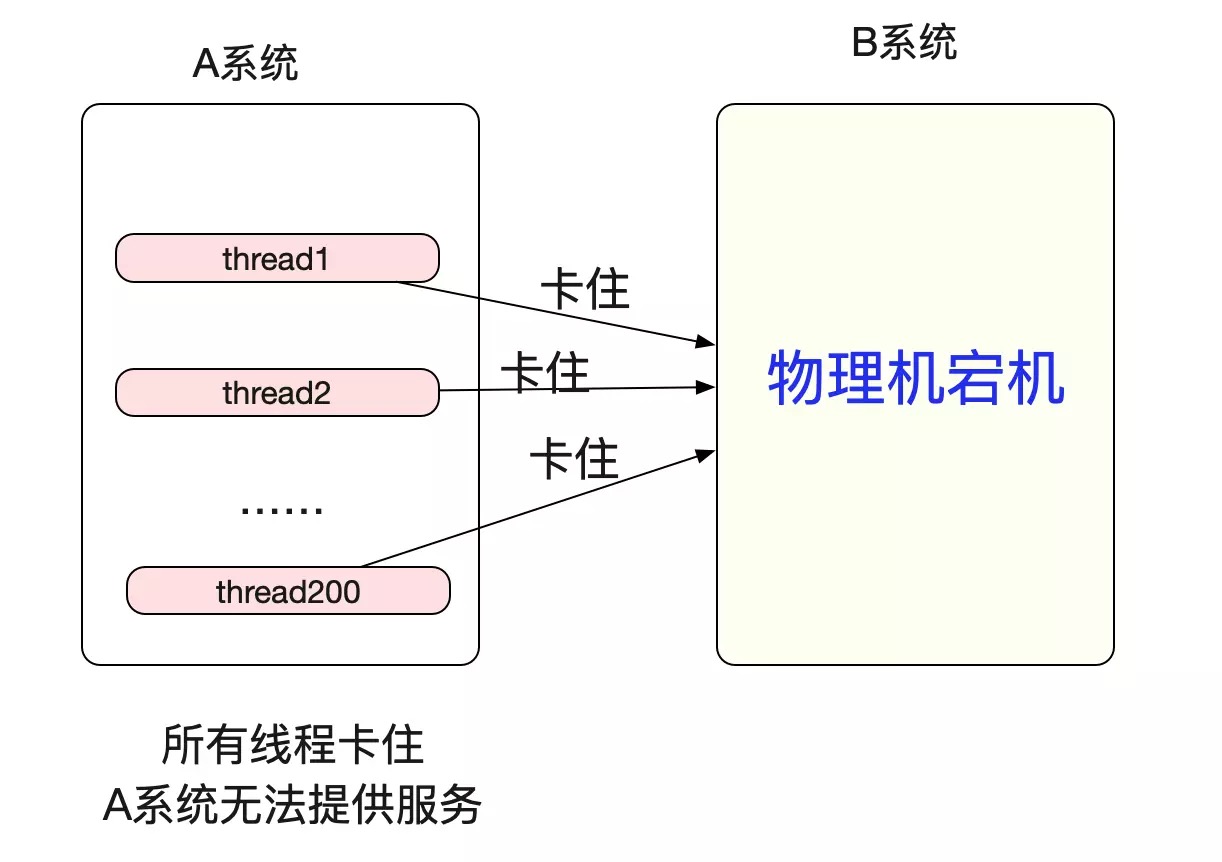 A系统
B系统
thread1
卡住
thread2
卡住
物理机宕机
卡住
......
thread200
所有线程卡住
A系统无法提供服务